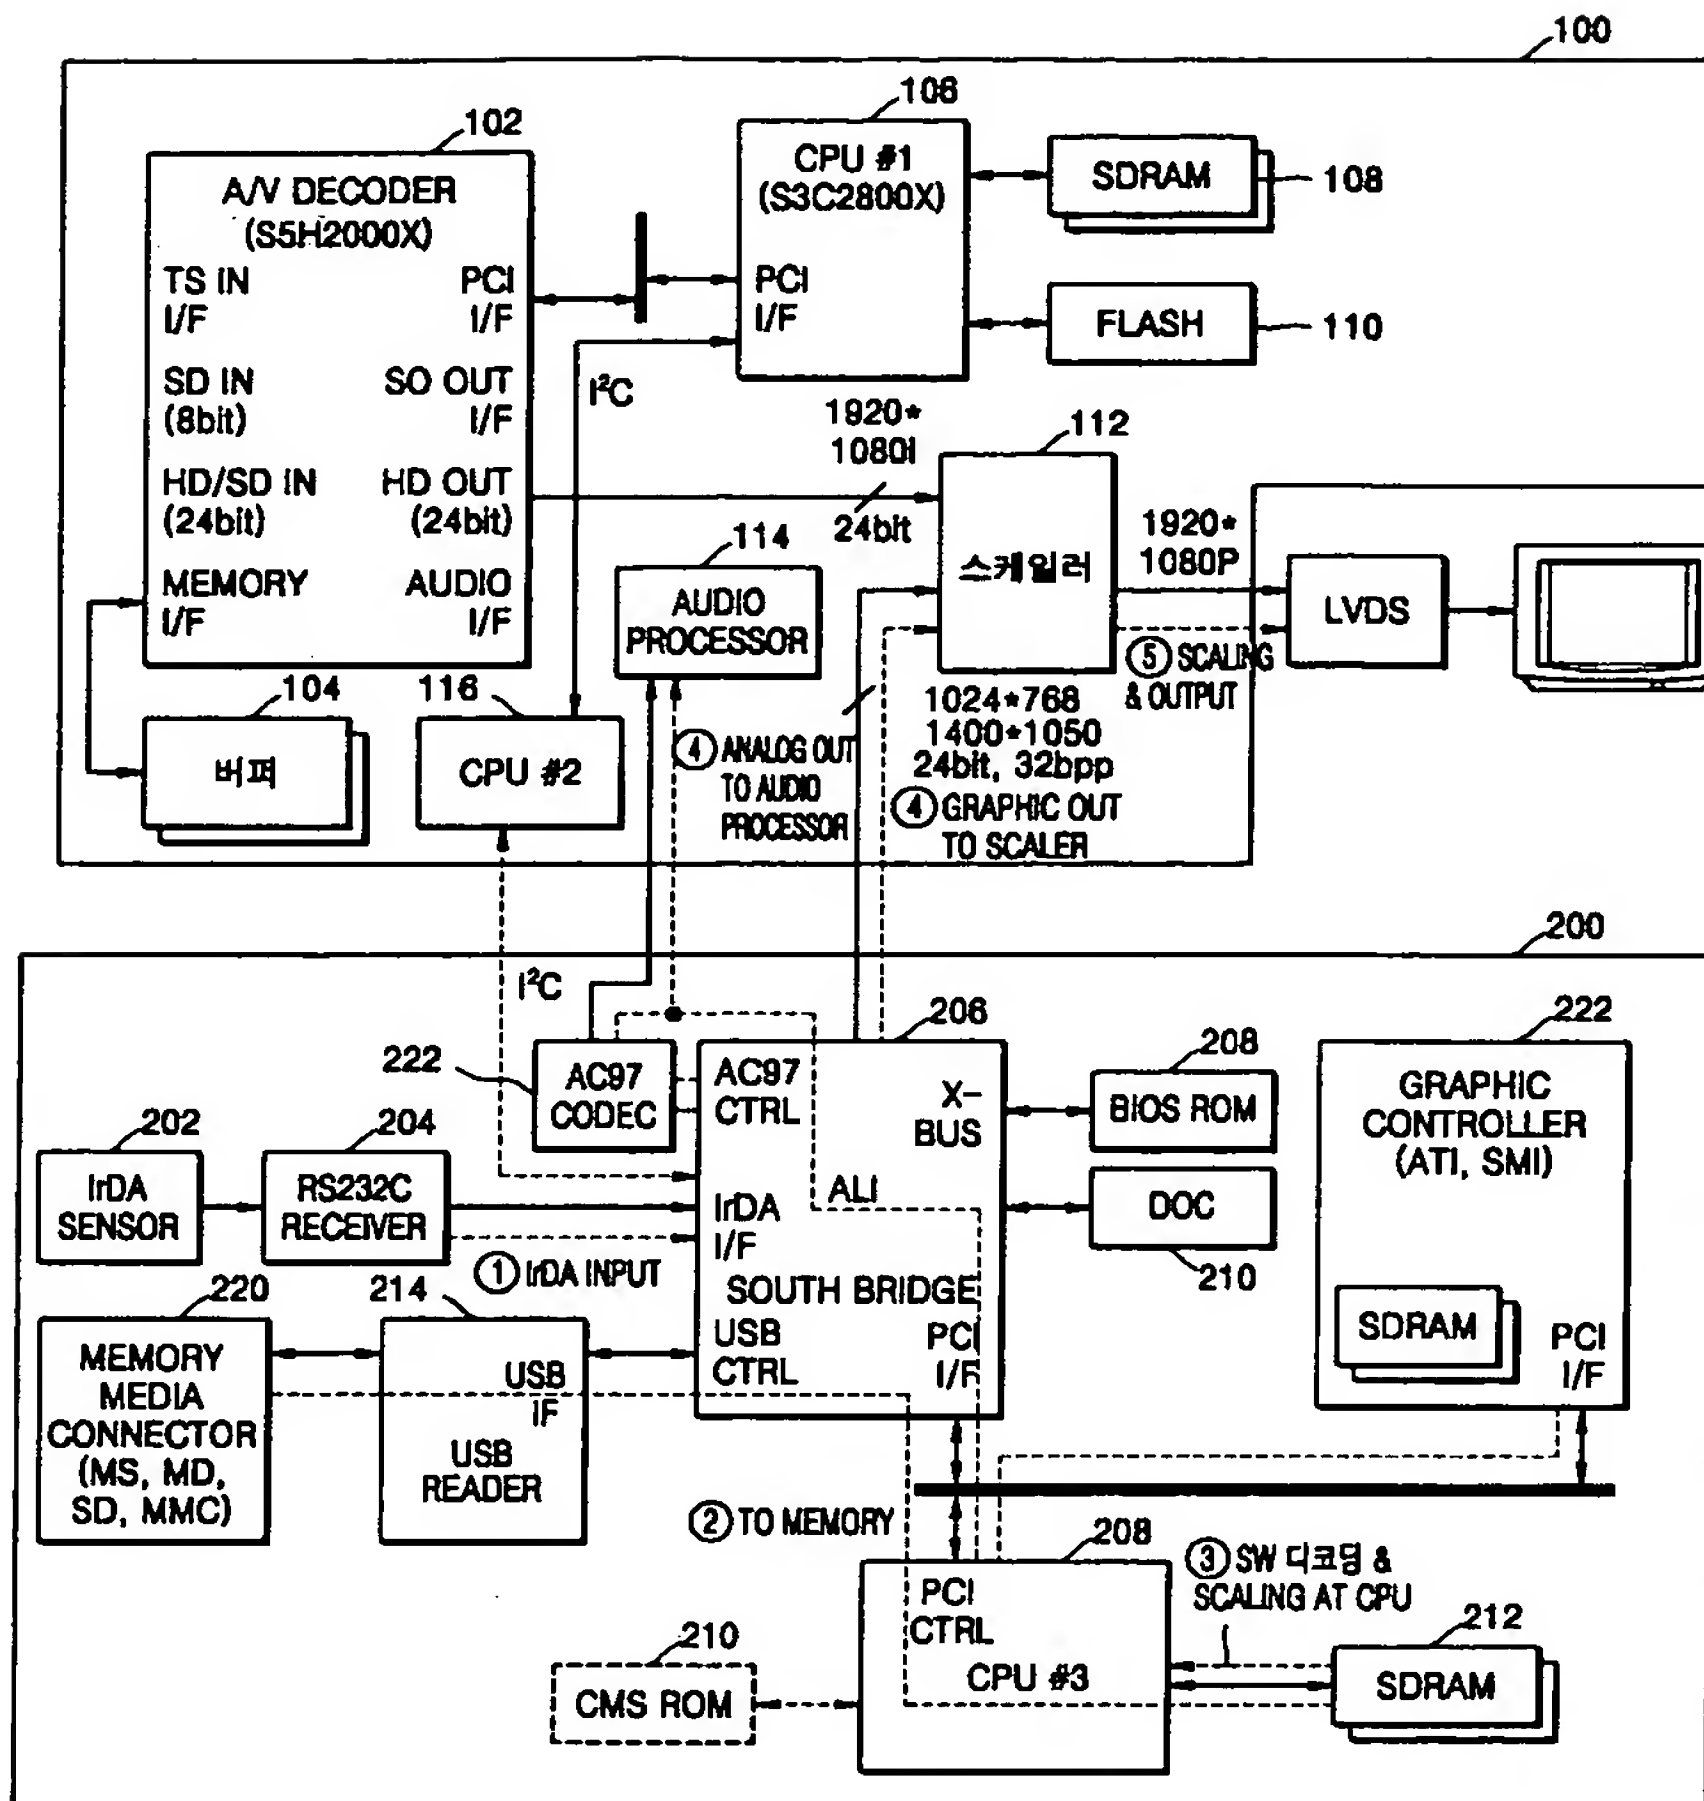 100
102
A/V DECODER
(S5H2000X)
TS IN
I/F
PCI
I/F
SD IN
(8bit)
SO OUT
I/F
HD/SD IN
(24bit)
HD OUT
(24bit)
MEMORY
I/F
AUDIO
I/F
106
CPU #1
(S3C2800X)
PCI
I/F
SDRAM
108
FLASH
110
I²C
1920*
1080I
24bit
112
스케일러
1920*
1080P
LVDS
⑤ SCALING
& OUTPUT
114
AUDIO
PROCESSOR
104
버퍼
116
CPU #2
④ ANALOG OUT
TO AUDIO
PROCESSOR
1024*768
1400*1050
24bit, 32bpp
④ GRAPHIC OUT
TO SCALER
200
I²C
222
AC97
CODEC
206
AC97
CTRL
X-
BUS
ALI
IrDA
I/F
SOUTH BRIDGE
USB
CTRL
PCI
I/F
208
BIOS ROM
DOC
210
222
GRAPHIC
CONTROLLER
(ATI, SMI)
SDRAM
PCI
I/F
202
IrDA
SENSOR
204
RS232C
RECEIVER
① IrDA INPUT
220
MEMORY
MEDIA
CONNECTOR
(MS, MD,
SD, MMC)
214
USB
IF
USB
READER
② TO MEMORY
208
PCI
CTRL
CPU #3
③ SW 디코딩 &
SCALING AT CPU
210
CMS ROM
212
SDRAM